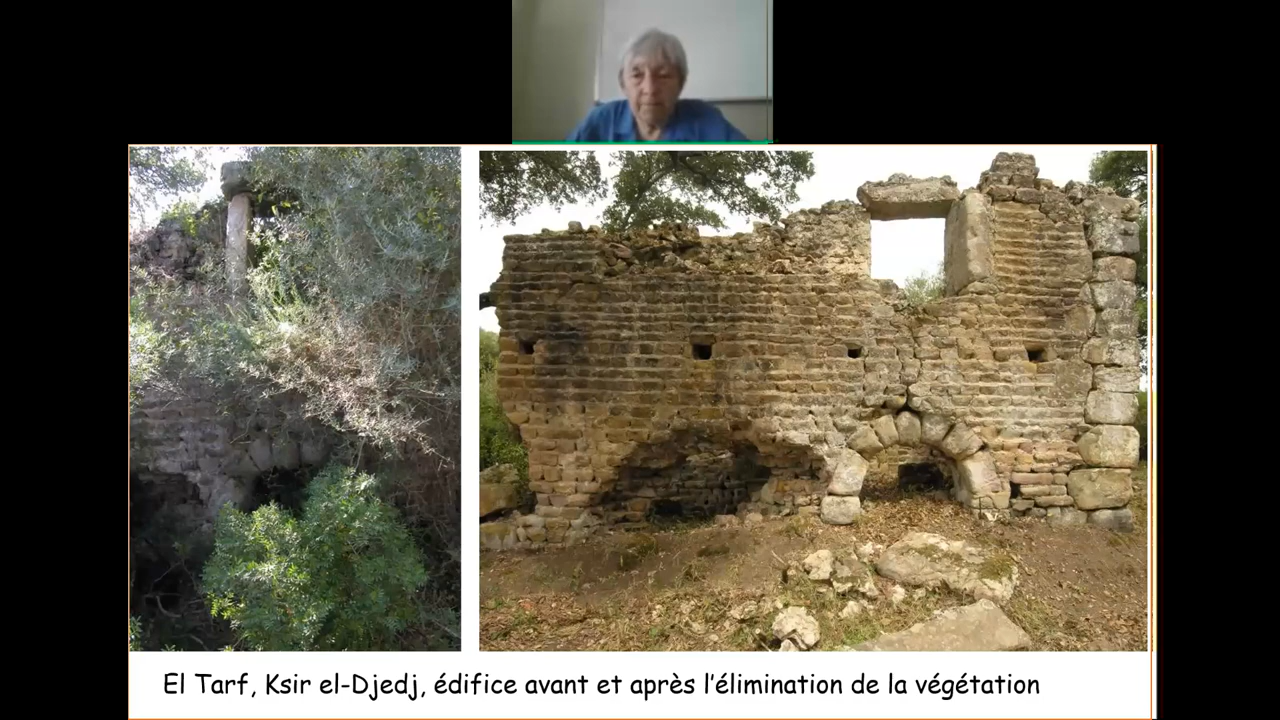 El Tarf, Ksir el-Djedj, édifice avant et après l'élimination de la végétation